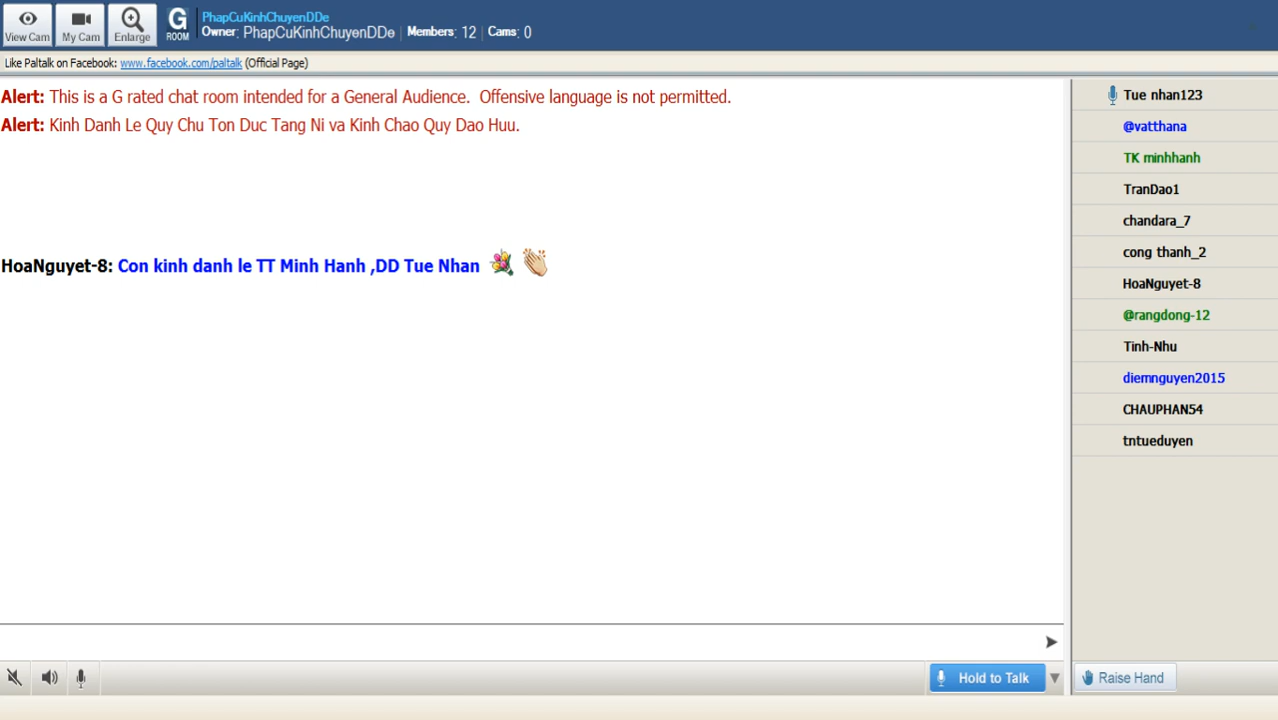 View Cam
My Cam
Enlarge
G
ROOM
PhapCuKinhChuyenDDe
Owner: PhapCuKinhChuyenDDe | Members: 12 | Cams: 0
Like Paltalk on Facebook: www.facebook.com/paltalk (Official Page)
Alert: This is a G rated chat room intended for a General Audience. Offensive language is not permitted.
Alert: Kinh Danh Le Quy Chu Ton Duc Tang Ni va Kinh Chao Quy Dao Huu.
HoaNguyet-8: Con kinh danh le TT Minh Hanh ,DD Tue Nhan
Tue nhan123
@vatthana
TK minhhanh
TranDao1
chandara_7
cong thanh_2
HoaNguyet-8
@rangdong-12
Tinh-Nhu
diemnguyen2015
CHAUPHAN54
tntueduyen
Hold to Talk
Raise Hand